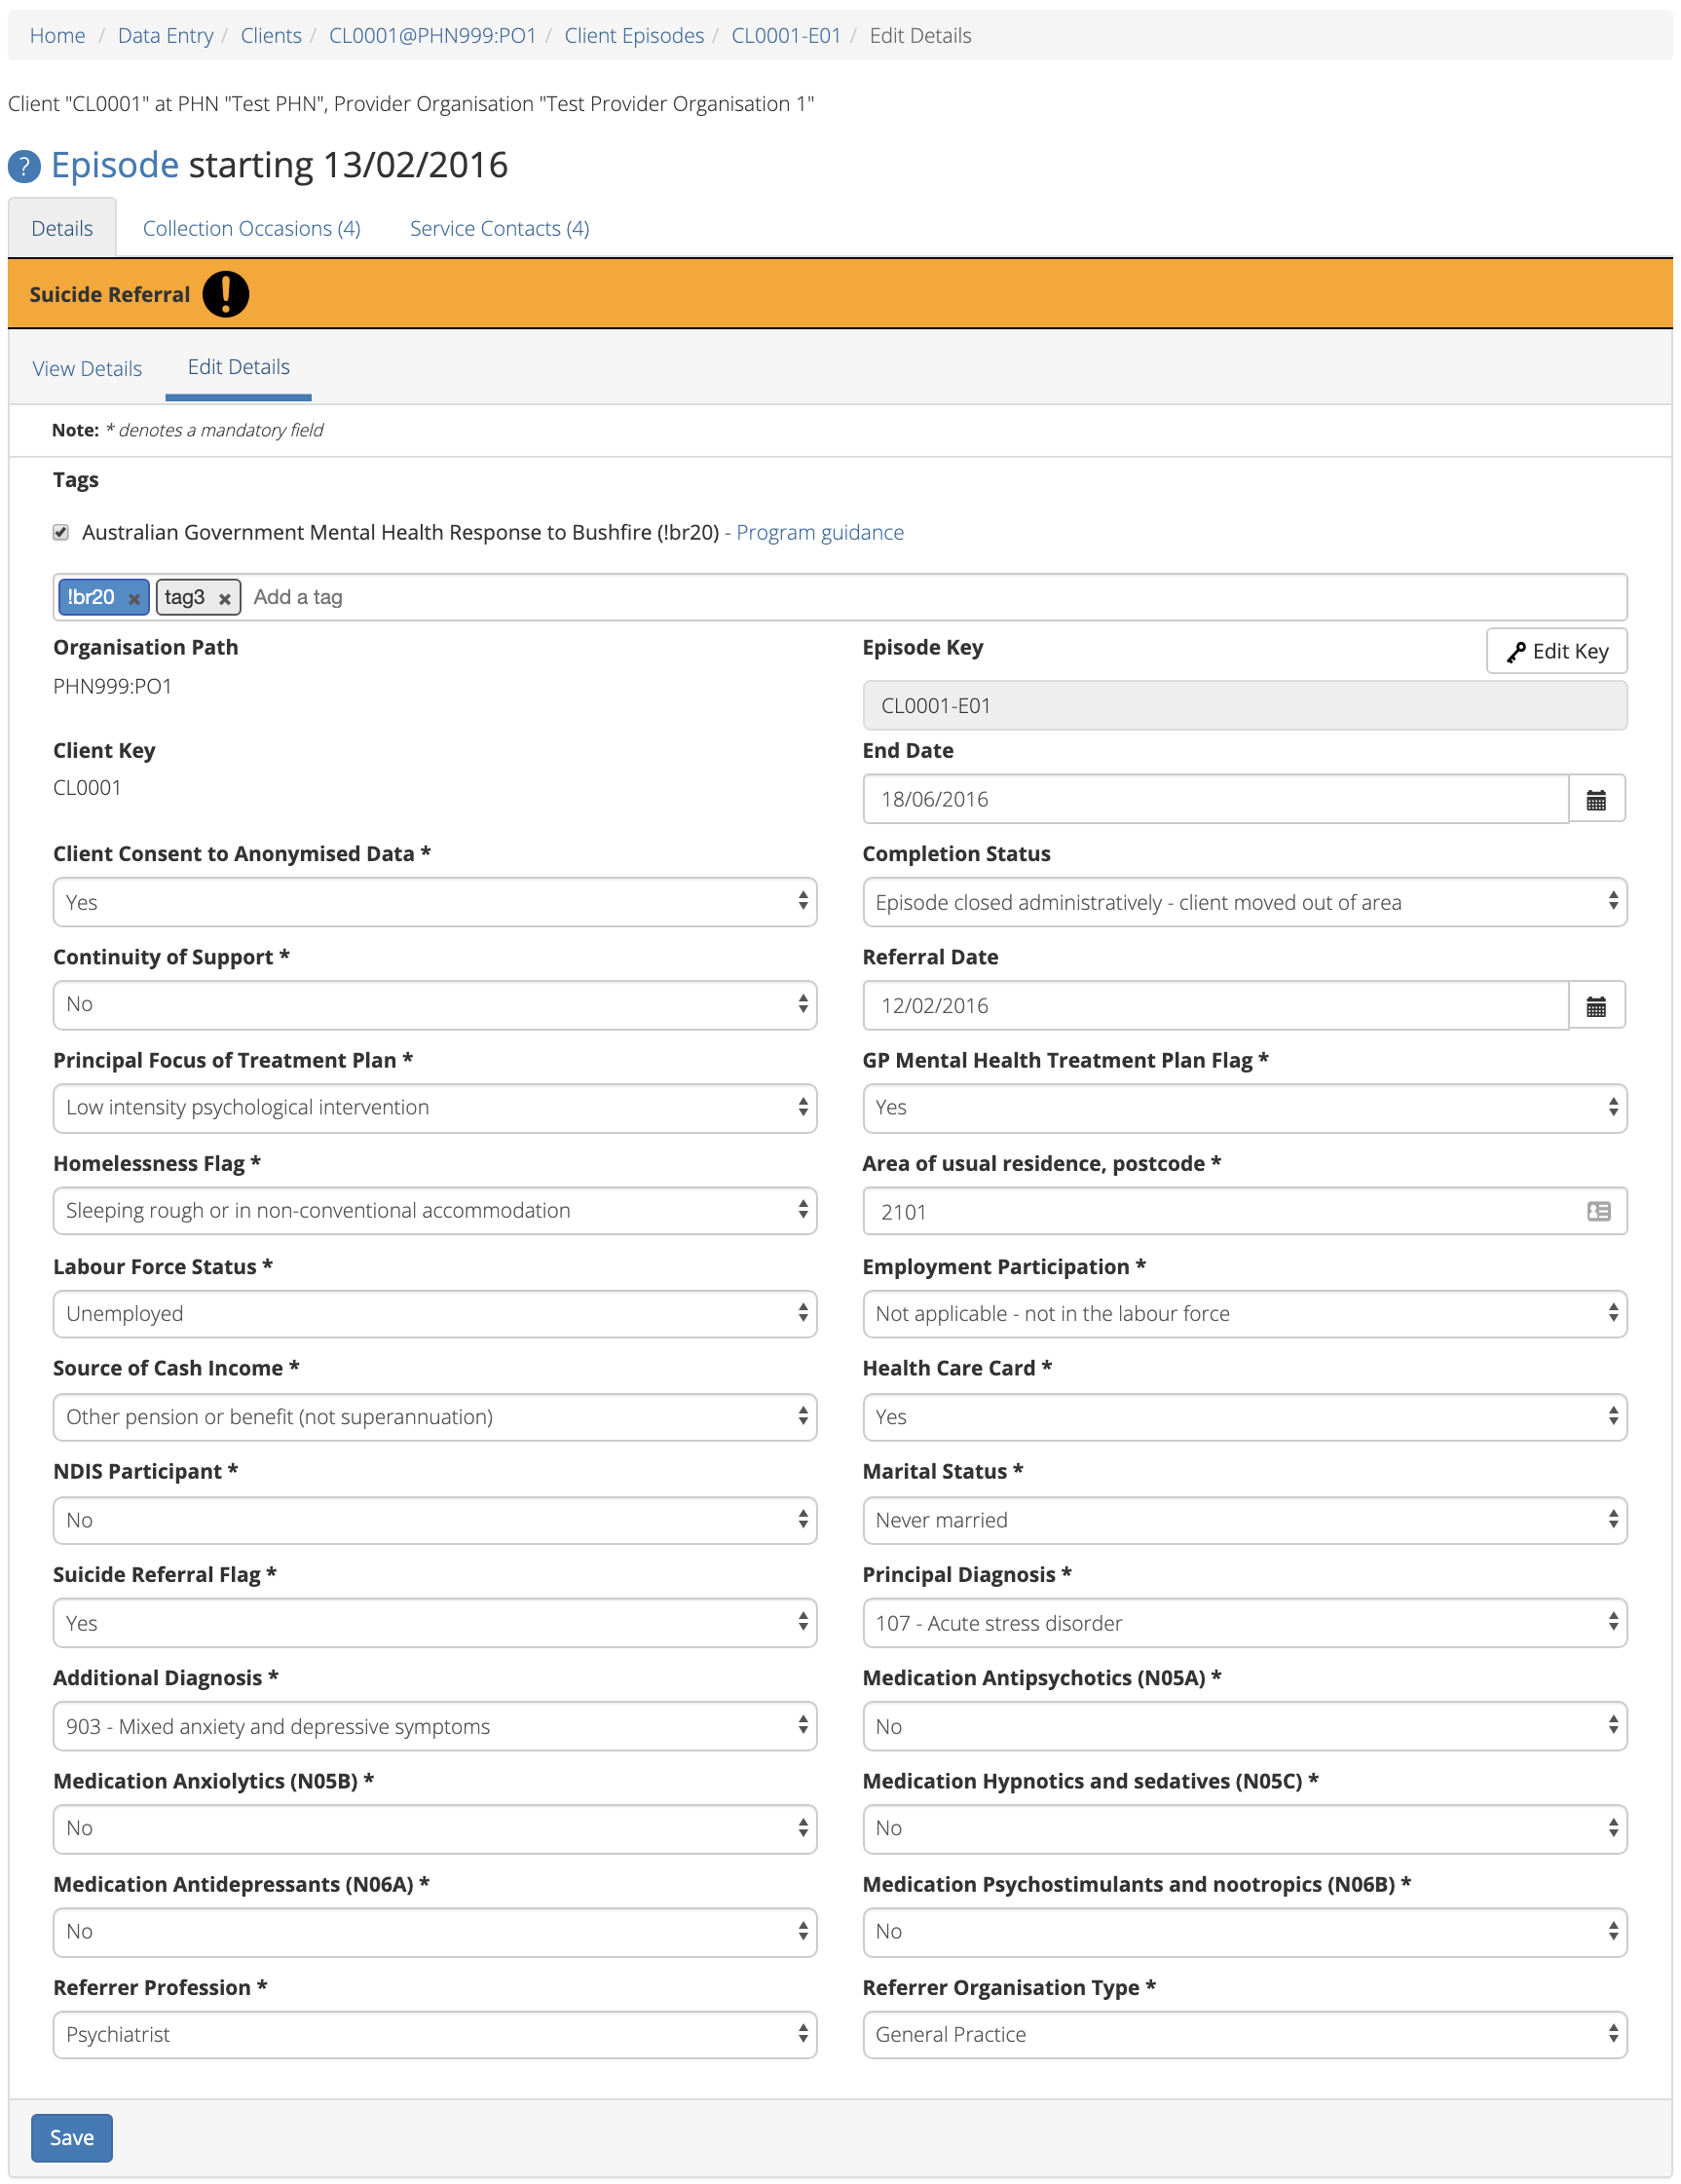 Home / Data Entry / Clients / CL0001@PHN999:PO1 / Client Episodes / CL0001-E01 / Edit Details
Client "CL0001" at PHN "Test PHN", Provider Organisation "Test Provider Organisation 1"
? Episode starting 13/02/2016
Details Collection Occasions (4) Service Contacts (4)
Suicide Referral !
View Details Edit Details
Note: * denotes a mandatory field
Tags
Australian Government Mental Health Response to Bushfire (!br20) - Program guidance
!br20 × tag3 × Add a tag
Organisation Path
PHN999:PO1
Episode Key
Edit Key
CL0001-E01
Client Key
CL0001
End Date
18/06/2016
Client Consent to Anonymised Data *
Yes
Completion Status
Episode closed administratively - client moved out of area
Continuity of Support *
No
Referral Date
12/02/2016
Principal Focus of Treatment Plan *
Low intensity psychological intervention
GP Mental Health Treatment Plan Flag *
Yes
Homelessness Flag *
Sleeping rough or in non-conventional accommodation
Area of usual residence, postcode *
2101
Labour Force Status *
Unemployed
Employment Participation *
Not applicable - not in the labour force
Source of Cash Income *
Other pension or benefit (not superannuation)
Health Care Card *
Yes
NDIS Participant *
No
Marital Status *
Never married
Suicide Referral Flag *
Yes
Principal Diagnosis *
107 - Acute stress disorder
Additional Diagnosis *
903 - Mixed anxiety and depressive symptoms
Medication Antipsychotics (N05A) *
No
Medication Anxiolytics (N05B) *
No
Medication Hypnotics and sedatives (N05C) *
No
Medication Antidepressants (N06A) *
No
Medication Psychostimulants and nootropics (N06B) *
No
Referrer Profession *
Psychiatrist
Referrer Organisation Type *
General Practice
Save